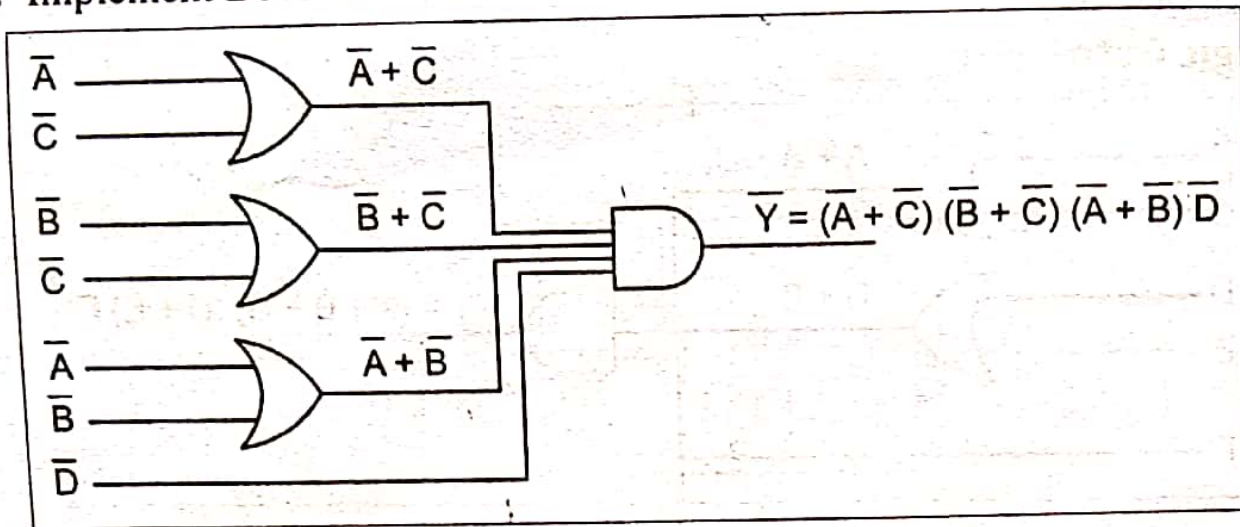 Implement
A̅
A̅ + C̅
C̅
B̅
B̅ + C̅
Y̅ = (A̅ + C̅) (B̅ + C̅) (A̅ + B̅) D̅
C̅
A̅
A̅ + B̅
B̅
D̅